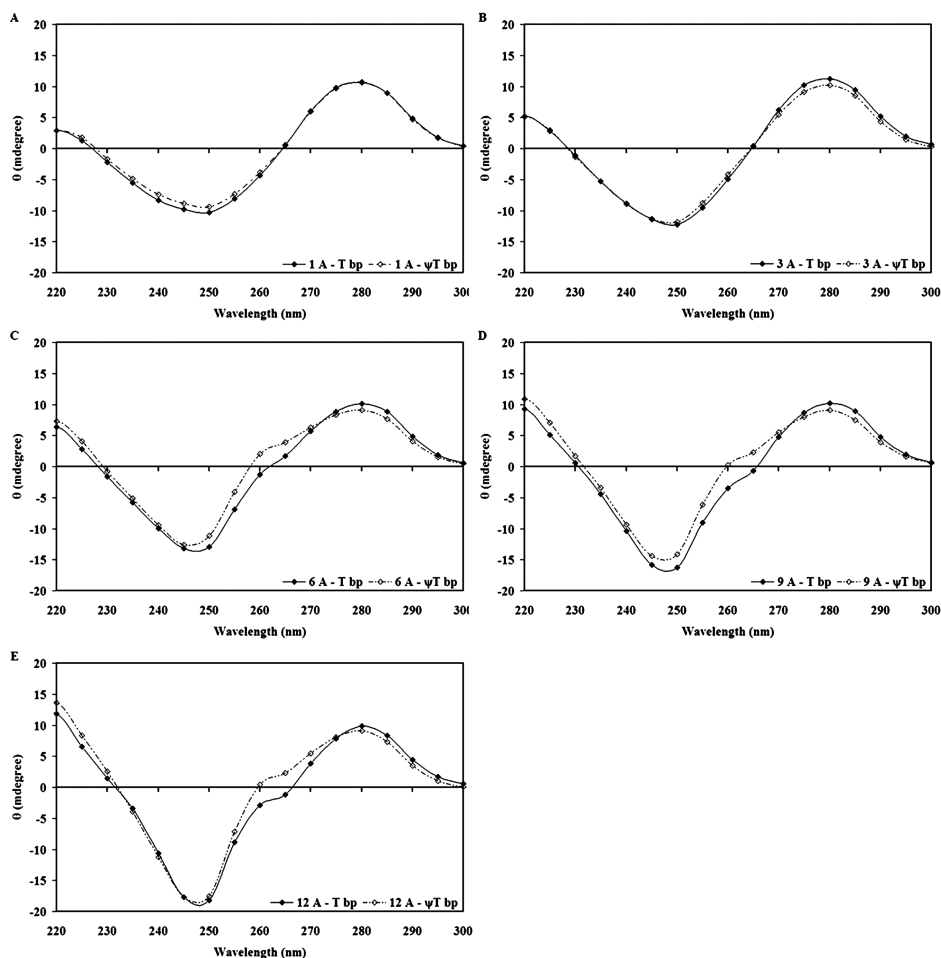 A
20
15
10
5
0
-5
-10
-15
-20
θ (mdegree)
1 A - T bp
1 A - ψT bp
220 230 240 250 260 270 280 290 300
Wavelength (nm)
B
20
15
10
5
0
-5
-10
-15
-20
θ (mdegree)
3 A - T bp
3 A - ψT bp
220 230 240 250 260 270 280 290 300
Wavelength (nm)
C
20
15
10
5
0
-5
-10
-15
-20
θ (mdegree)
6 A - T bp
6 A - ψT bp
220 230 240 250 260 270 280 290 300
Wavelength (nm)
D
20
15
10
5
0
-5
-10
-15
-20
θ (mdegree)
9 A - T bp
9 A - ψT bp
220 230 240 250 260 270 280 290 300
Wavelength (nm)
E
20
15
10
5
0
-5
-10
-15
-20
θ (mdegree)
12 A - T bp
12 A - ψT bp
220 230 240 250 260 270 280 290 300
Wavelength (nm)